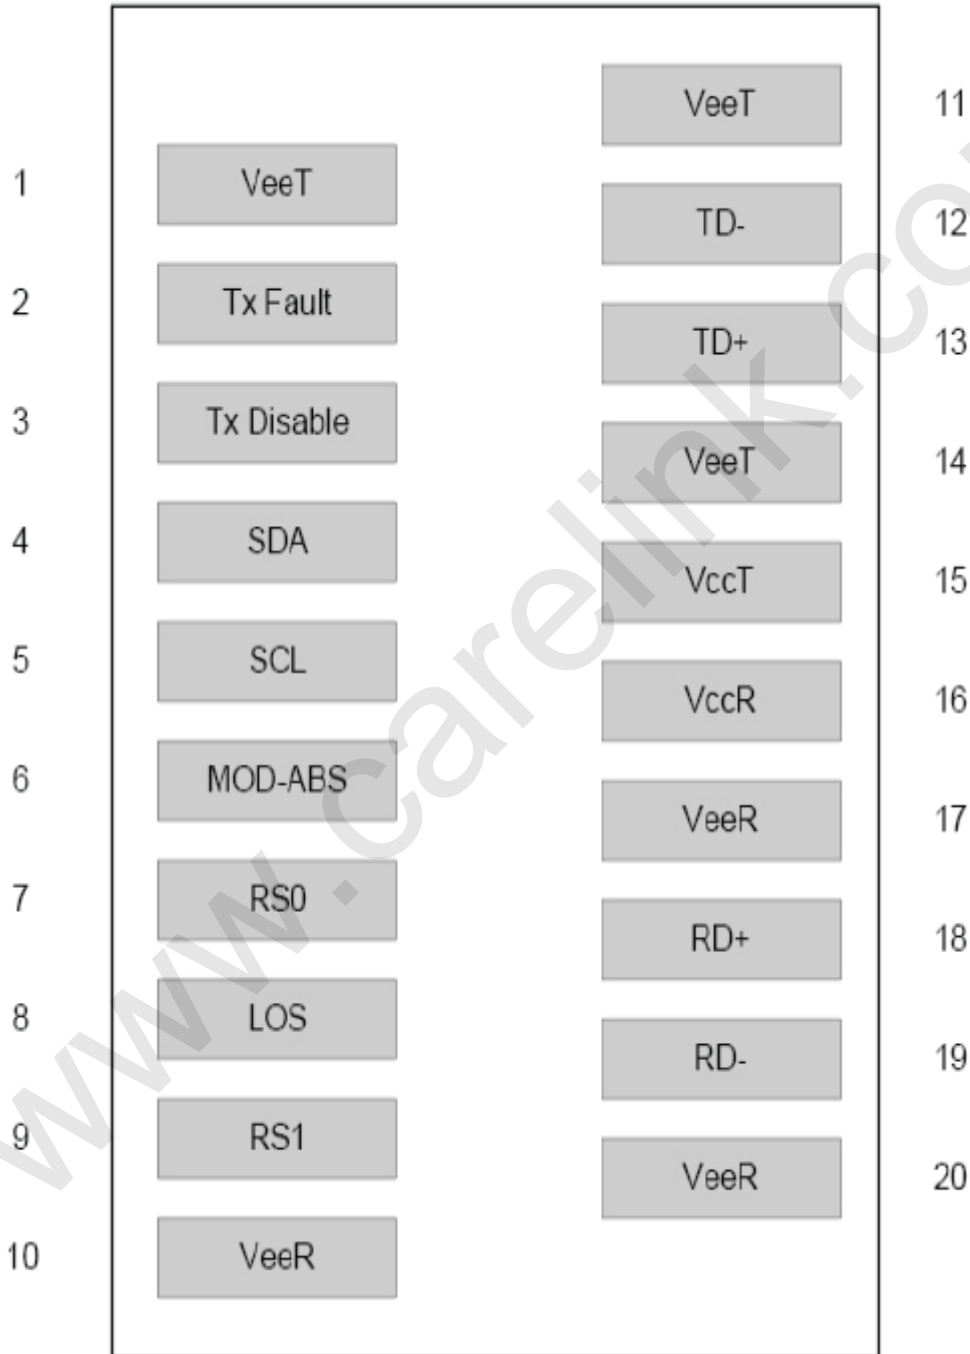 VeeT 11
1 VeeT
TD- 12
2 Tx Fault
TD+ 13
3 Tx Disable
VeeT 14
4 SDA
VccT 15
5 SCL
VccR 16
6 MOD-ABS
VeeR 17
7 RS0
RD+ 18
8 LOS
RD- 19
9 RS1
VeeR 20
10 VeeR
www.carelink.co